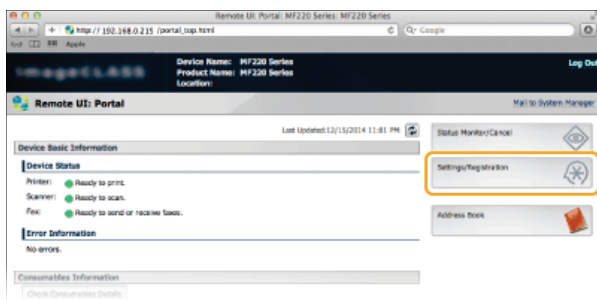 Remote UI: Portal: MF220 Series: MF220 Series
http://192.168.0.215/portal_top.html
Google
Apple
imageCLASS
Device Name: MF220 Series
Product Name: MF220 Series
Location:
Log Out
Remote UI: Portal
Mail to System Manager
Last Updated:12/15/2014 11:01 PM
Device Basic Information
Device Status
Printer: Ready to print.
Scanner: Ready to scan.
Fax: Ready to send or receive faxes.
Error Information
No errors.
Consumables Information
Check Consumables Details
Status Monitor/Cancel
Settings/Registration
Address Book